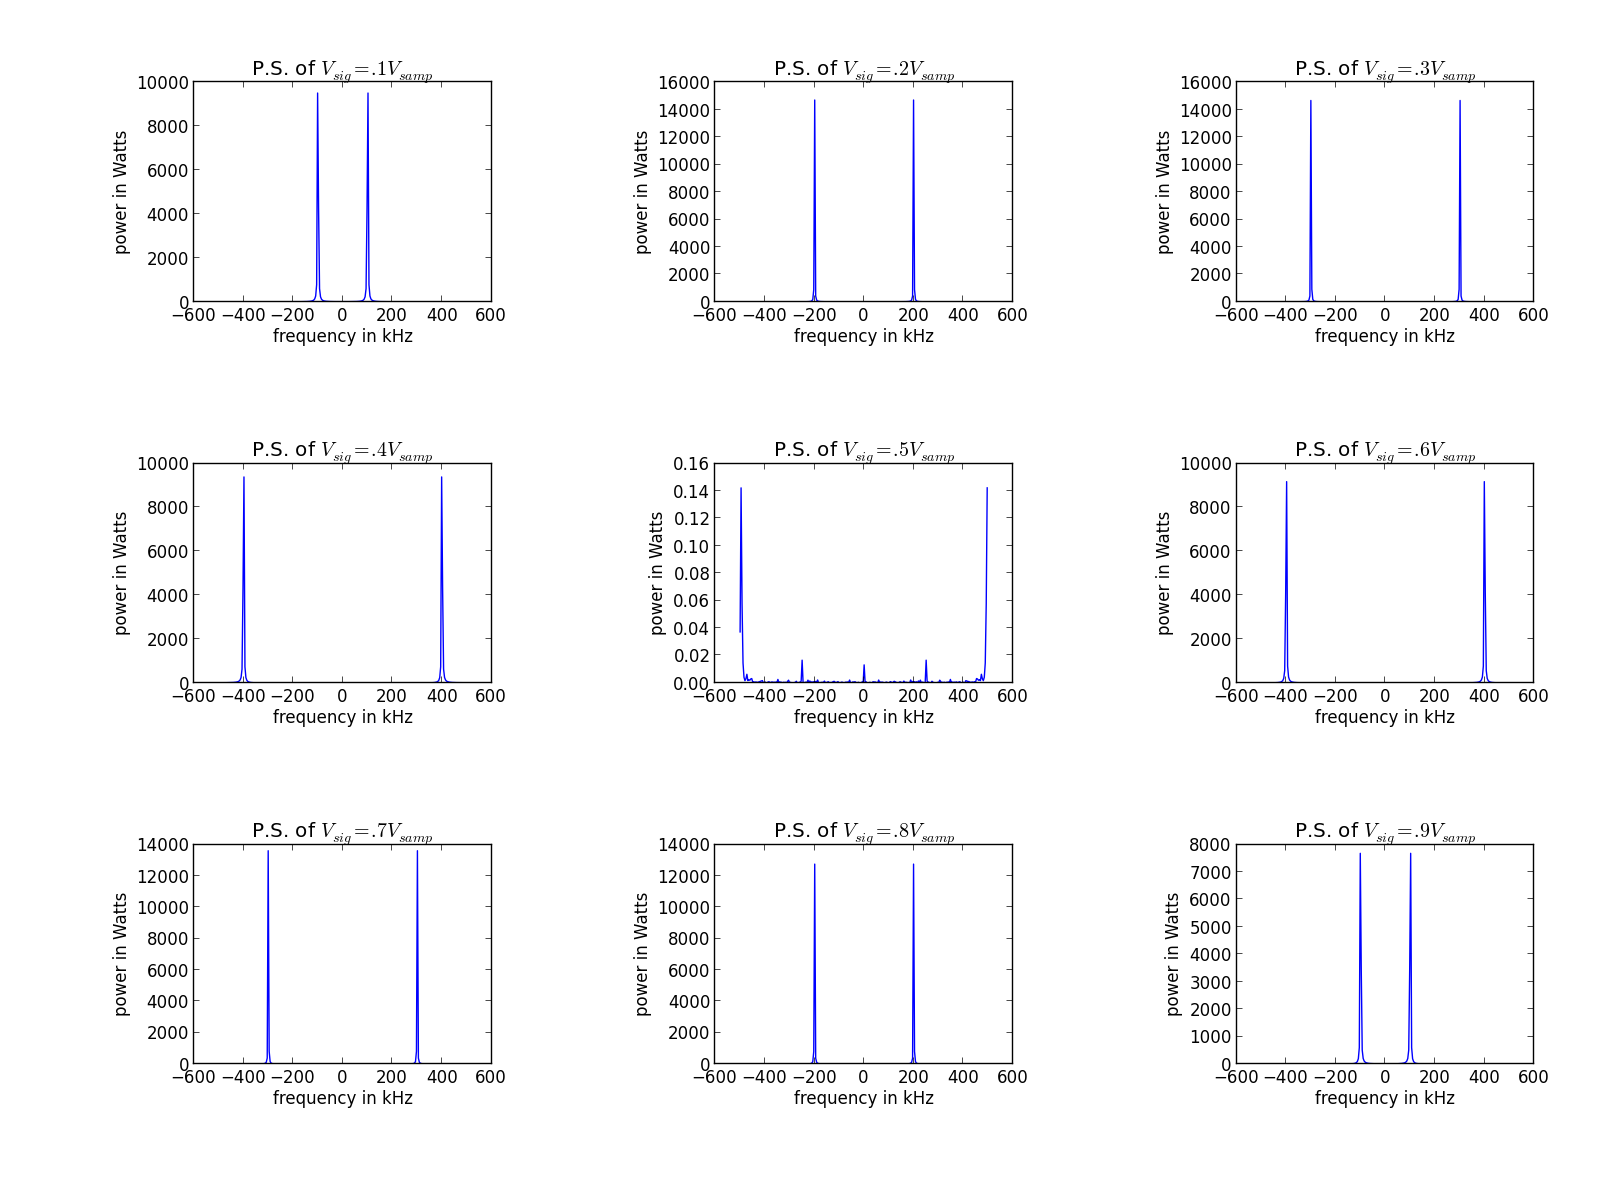 P.S. of V_sig=.1V_samp
10000
8000
6000
4000
2000
0
power in Watts
−600 −400 −200 0 200 400 600
frequency in kHz
P.S. of V_sig=.2V_samp
16000
14000
12000
10000
8000
6000
4000
2000
0
power in Watts
−600 −400 −200 0 200 400 600
frequency in kHz
P.S. of V_sig=.3V_samp
16000
14000
12000
10000
8000
6000
4000
2000
0
power in Watts
−600 −400 −200 0 200 400 600
frequency in kHz
P.S. of V_sig=.4V_samp
10000
8000
6000
4000
2000
0
power in Watts
−600 −400 −200 0 200 400 600
frequency in kHz
P.S. of V_sig=.5V_samp
0.16
0.14
0.12
0.10
0.08
0.06
0.04
0.02
0.00
power in Watts
−600 −400 −200 0 200 400 600
frequency in kHz
P.S. of V_sig=.6V_samp
10000
8000
6000
4000
2000
0
power in Watts
−600 −400 −200 0 200 400 600
frequency in kHz
P.S. of V_sig=.7V_samp
14000
12000
10000
8000
6000
4000
2000
0
power in Watts
−600 −400 −200 0 200 400 600
frequency in kHz
P.S. of V_sig=.8V_samp
14000
12000
10000
8000
6000
4000
2000
0
power in Watts
−600 −400 −200 0 200 400 600
frequency in kHz
P.S. of V_sig=.9V_samp
8000
7000
6000
5000
4000
3000
2000
1000
0
power in Watts
−600 −400 −200 0 200 400 600
frequency in kHz